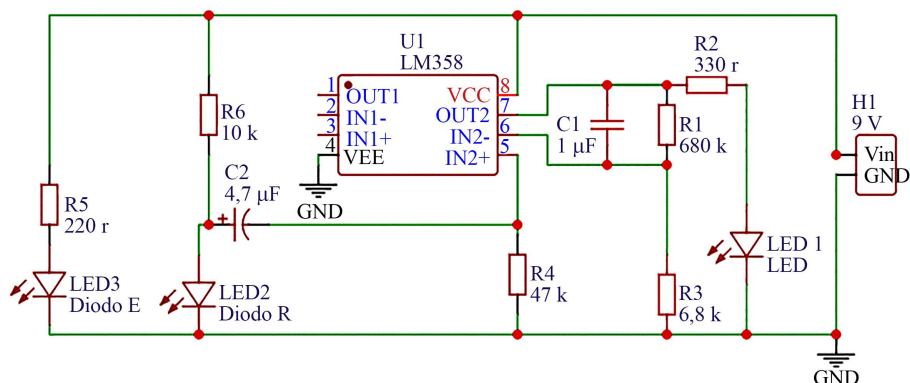 U1
LM358
1
OUT1
2
IN1-
3
IN1+
4
VEE
8
VCC
7
OUT2
6
IN2-
5
IN2+
GND
R6
10 k
C2
4,7 μF
+
R5
220 r
LED3
Diodo E
LED2
Diodo R
R4
47 k
C1
1 μF
R2
330 r
R1
680 k
R3
6,8 k
LED 1
LED
H1
9 V
Vin
GND
GND